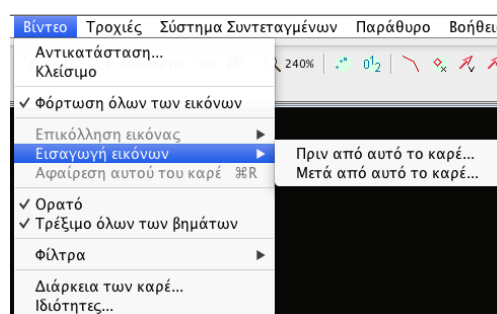 Βίντεο Τροχιές Σύστημα Συντεταγμένων Παράθυρο
Αντικατάσταση...
240%
Κλείσιμο
✓ Φόρτωση όλων των εικόνων
Επικόλληση εικόνας ▶
Εισαγωγή εικόνων ▶ Πριν από αυτό το καρέ...
Αφαίρεση αυτού του καρέ ⌘R Μετά από αυτό το καρέ...
✓ Ορατό
✓ Τρέξιμο όλων των βημάτων
Φίλτρα ▶
Διάρκεια των καρέ...
Ιδιότητες...